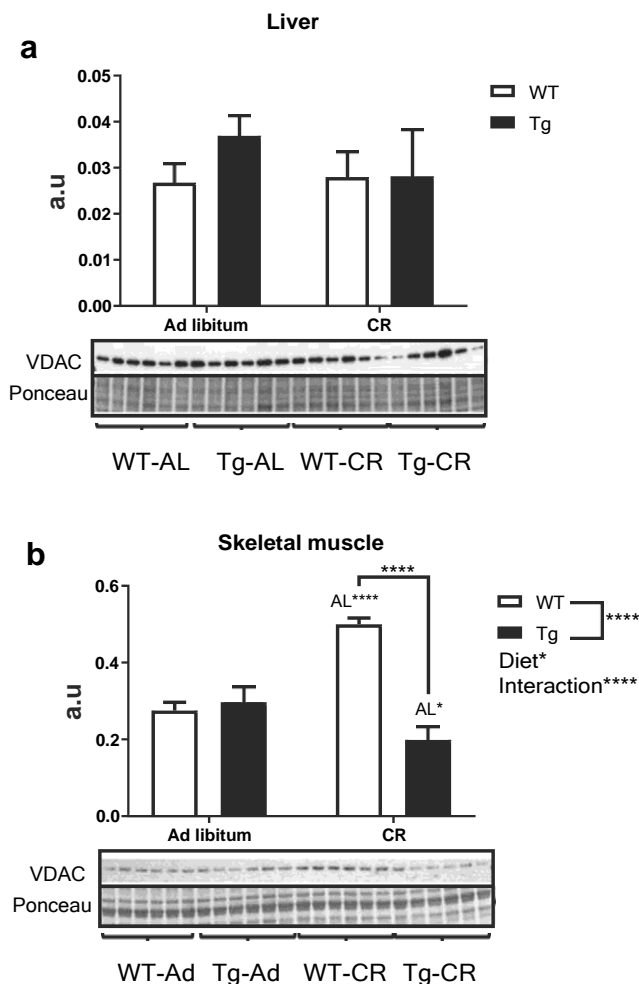 Liver
a
0.05
0.04
0.03
0.02
0.01
0.00
a.u
WT
Tg
Ad libitum CR
VDAC
Ponceau
WT-AL Tg-AL WT-CR Tg-CR
b
Skeletal muscle
0.6
0.4
0.2
0.0
a.u
****
AL****
AL*
WT
Tg
****
Diet*
Interaction****
Ad libitum CR
VDAC
Ponceau
WT-Ad Tg-Ad WT-CR Tg-CR